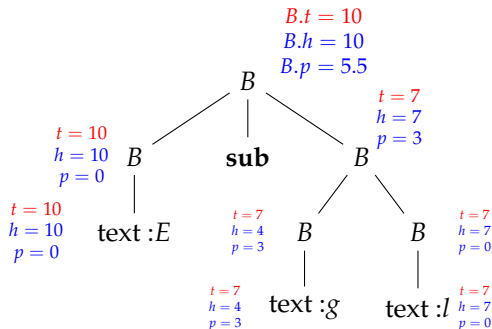 B.t = 10
B.h = 10
B.p = 5.5
B
t = 10
h = 10
p = 0
B
sub
B
t = 7
h = 7
p = 3
t = 10
h = 10
p = 0
text :E
t = 7
h = 4
p = 3
B
B
t = 7
h = 7
p = 0
t = 7
h = 4
p = 3
text :g
text :l
t = 7
h = 7
p = 0